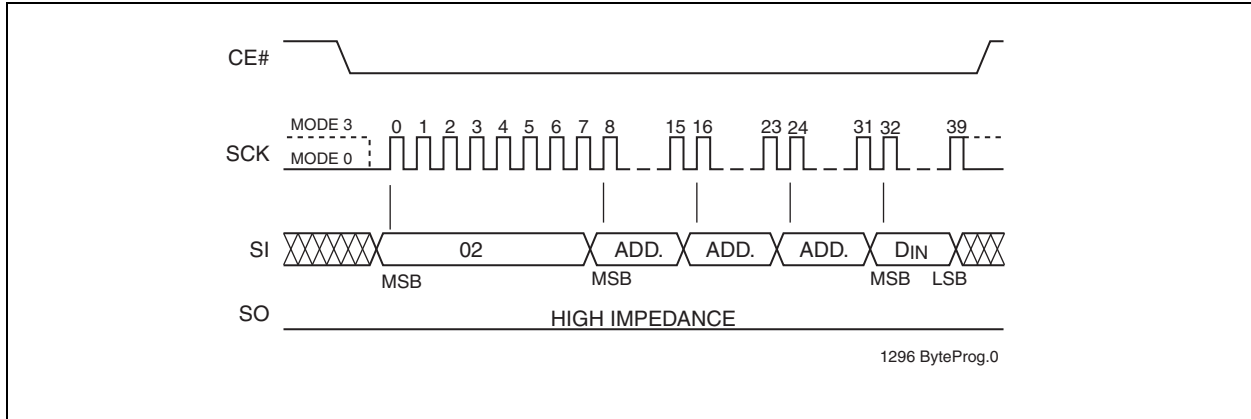 CE#
MODE 3
0 1 2 3 4 5 6 7 8 15 16 23 24 31 32 39
SCK
MODE 0
SI 02 ADD. ADD. ADD. DIN
MSB MSB MSB LSB
SO HIGH IMPEDANCE
1296 ByteProg.0